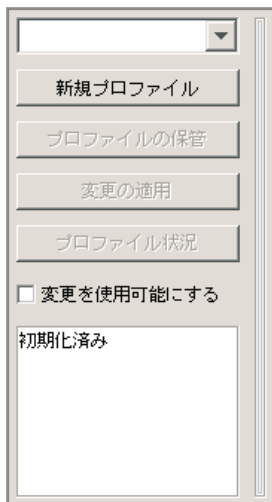 新規プロファイル
プロファイルの保管
変更の適用
プロファイル状況
変更を使用可能にする
初期化済み